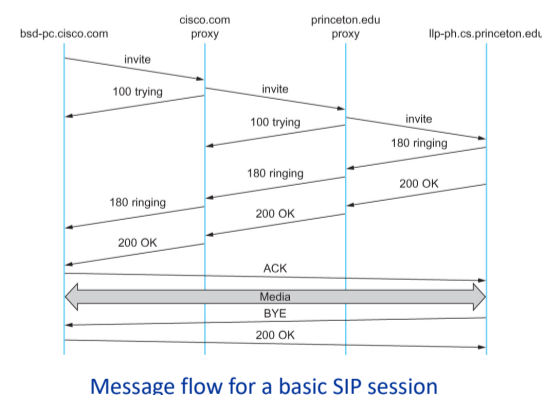 cisco.com princeton.edu
bsd-pc.cisco.com proxy proxy llp-ph.cs.princeton.edu
invite
100 trying invite
100 trying invite
180 ringing
180 ringing
180 ringing 200 OK
200 OK
200 OK
ACK
Media
BYE
200 OK
Message flow for a basic SIP session